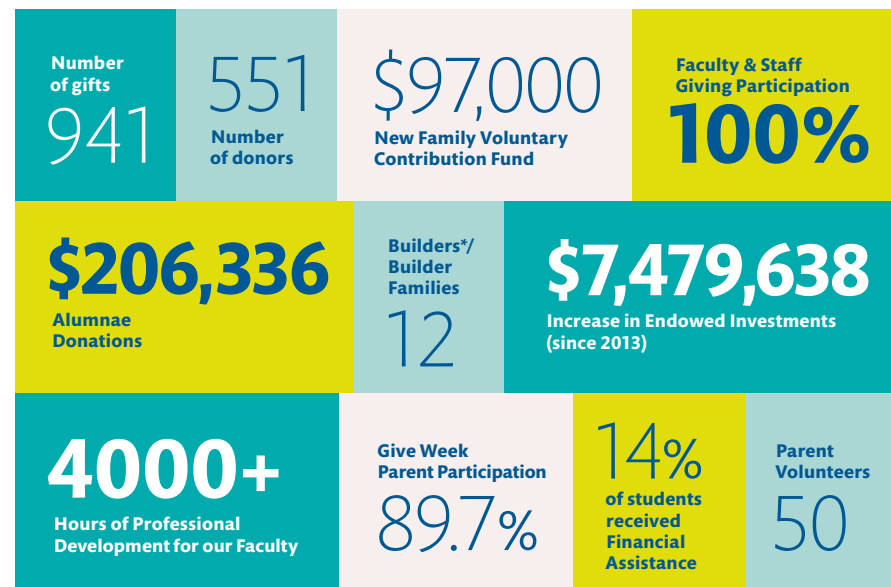 Number
of gifts
941
551
Number
of donors
$97,000
New Family Voluntary
Contribution Fund
Faculty & Staff
Giving Participation
100%
$206,336
Alumnae
Donations
Builders*/
Builder
Families
12
$7,479,638
Increase in Endowed Investments
(since 2013)
4000+
Hours of Professional
Development for our Faculty
Give Week
Parent Participation
89.7%
14%
of students
received
Financial
Assistance
Parent
Volunteers
50